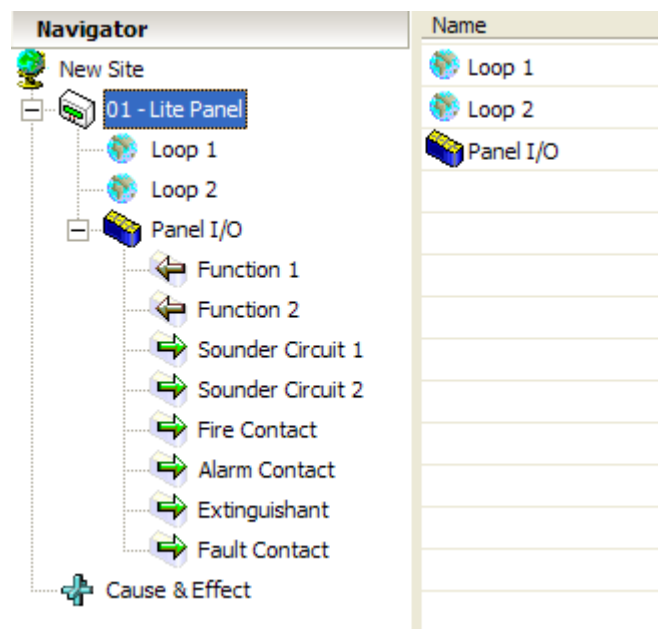 Navigator
New Site
01 - Lite Panel
Loop 1
Loop 2
Panel I/O
Function 1
Function 2
Sounder Circuit 1
Sounder Circuit 2
Fire Contact
Alarm Contact
Extinguishant
Fault Contact
Cause & Effect
Name
Loop 1
Loop 2
Panel I/O